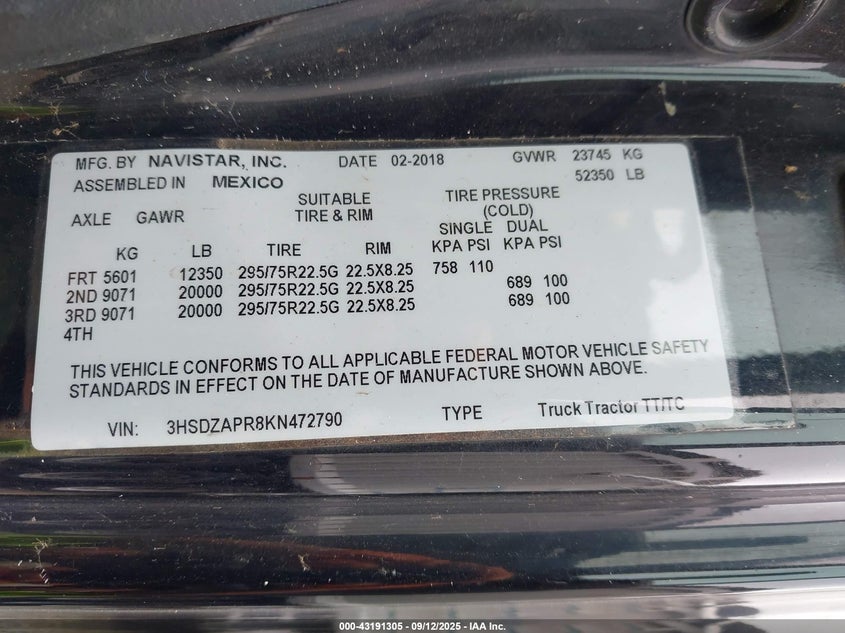 MFG. BY NAVISTAR, INC. DATE 02-2018 GVWR 23745 KG
ASSEMBLED IN MEXICO 52350 LB
SUITABLE TIRE PRESSURE
AXLE GAWR TIRE & RIM (COLD)
SINGLE DUAL
KG LB TIRE RIM KPA PSI KPA PSI
FRT 5601 12350 295/75R22.5G 22.5X8.25 758 110
2ND 9071 20000 295/75R22.5G 22.5X8.25 689 100
3RD 9071 20000 295/75R22.5G 22.5X8.25 689 100
4TH
THIS VEHICLE CONFORMS TO ALL APPLICABLE FEDERAL MOTOR VEHICLE SAFETY
STANDARDS IN EFFECT ON THE DATE OF MANUFACTURE SHOWN ABOVE.
VIN: 3HSDZAPR8KN472790 TYPE Truck Tractor TT/TC
000-43191305 - 09/12/2025 - IAA Inc.